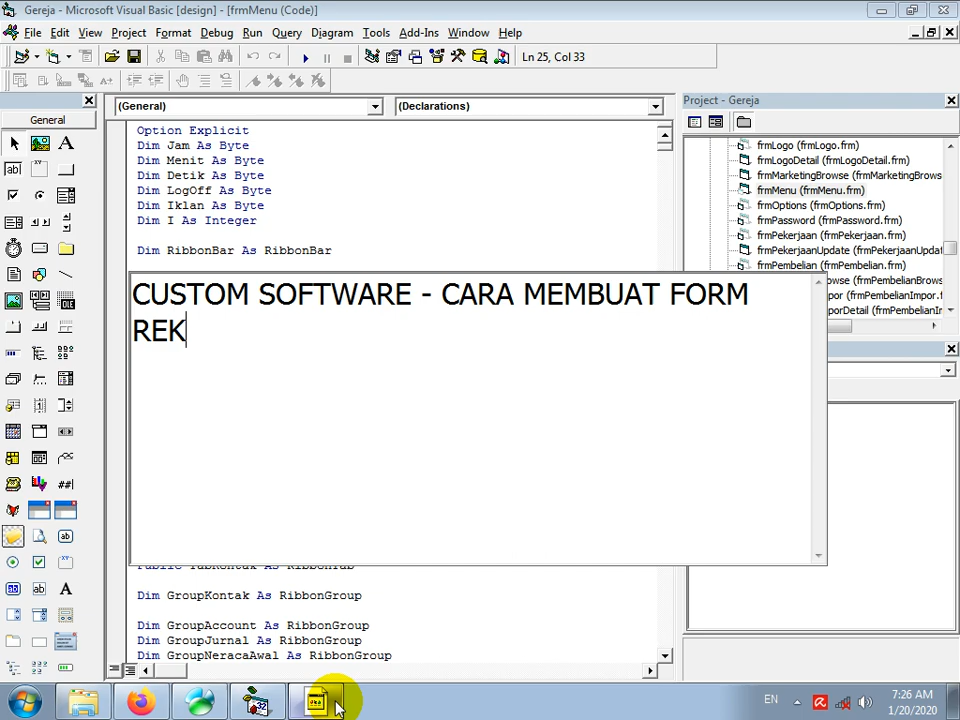 Gereja - Microsoft Visual Basic [design] - [frmMenu (Code)]
File Edit View Project Format Debug Run Query Diagram Tools Add-Ins Window Help
Ln 25, Col 33
General
(General) (Declarations)
Project - Gereja
Option Explicit
Dim Jam As Byte
Dim Menit As Byte
Dim Detik As Byte
Dim LogOff As Byte
Dim Iklan As Byte
Dim I As Integer
Dim RibbonBar As RibbonBar
frmLogo (frmLogo.frm)
frmLogoDetail (frmLogoDetail.frm)
frmMarketingBrowse (frmMarketingBrows
frmMenu (frmMenu.frm)
frmOptions (frmOptions.frm)
frmPassword (frmPassword.frm)
frmPekerjaan (frmPekerjaan.frm)
frmPekerjaanUpdate (frmPekerjaanUpdat
frmPembelian (frmPembelian.frm)
CUSTOM SOFTWARE - CARA MEMBUAT FORM
REK
Dim GroupKontak As RibbonGroup
Dim GroupAccount As RibbonGroup
Dim GroupJurnal As RibbonGroup
Dim GroupNeracaAwal As RibbonGroup
EN
7:26 AM
1/20/2020